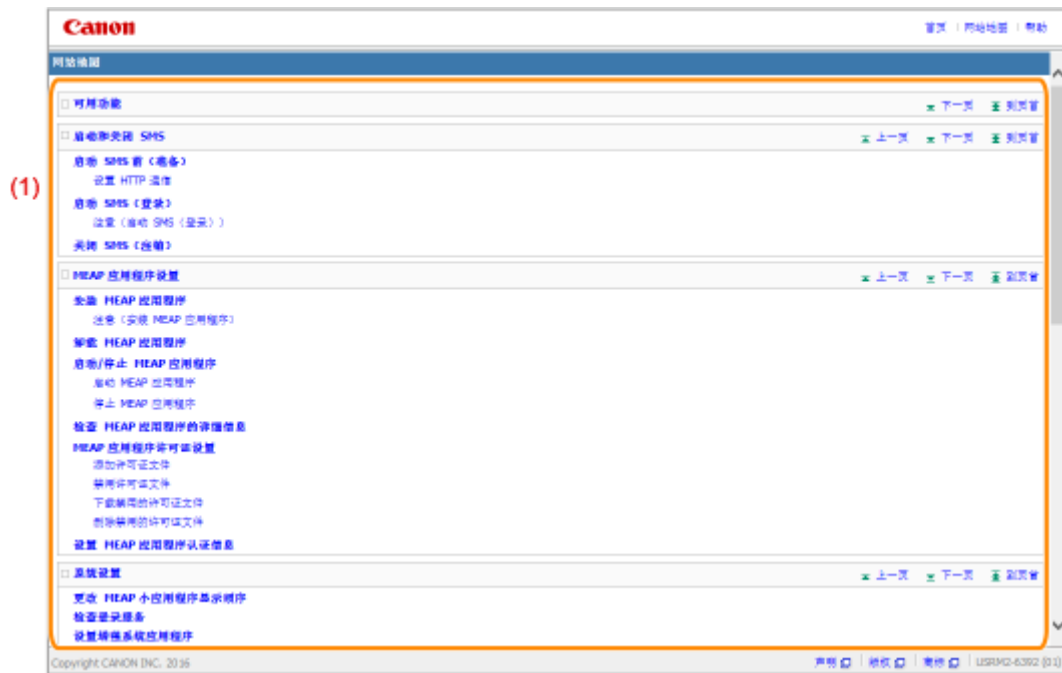 Canon
首页 | 网站地图 | 帮助
网站地图
可用功能 下一页 到页首
启动和关闭 SMS 上一页 下一页 到页首
启动 SMS 前（准备）
设置 HTTP 通信
启动 SMS（登录）
注意（启动 SMS（登录））
关闭 SMS（注销）
(1)
MEAP 应用程序设置 上一页 下一页 到页首
安装 MEAP 应用程序
注意（安装 MEAP 应用程序）
卸载 MEAP 应用程序
启动/停止 MEAP 应用程序
启动 MEAP 应用程序
停止 MEAP 应用程序
检查 MEAP 应用程序的详细信息
MEAP 应用程序许可证设置
添加许可证文件
禁用许可证文件
下载禁用的许可证文件
删除禁用的许可证文件
设置 MEAP 应用程序认证信息
系统设置 上一页 下一页 到页首
更改 MEAP 小应用程序显示顺序
检查登录服务
设置增强系统应用程序
Copyright CANON INC. 2016 声明 | 版权 | 商标 | USRM2-6392 (01)